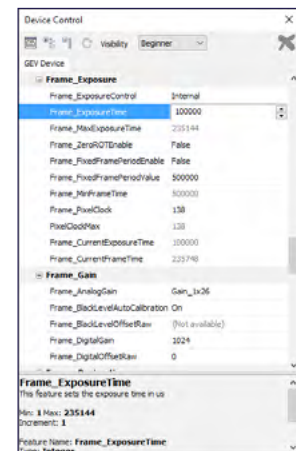 Device Control
Visibility Beginner
GEV Device
Frame_Exposure
Frame_ExposureControl Internal
Frame_ExposureTime 100000
Frame_MaxExposureTime 235144
Frame_ZeroROTEnable False
Frame_FixedFramePeriodEnable False
Frame_FixedFramePeriodValue 500000
Frame_MinFrameTime 500000
Frame_PixelClock 138
PixelClockMax 138
Frame_CurrentExposureTime 100000
Frame_CurrentFrameTime 235748
Frame_Gain
Frame_AnalogGain Gain_1x26
Frame_BlackLevelAutoCalibration On
Frame_BlackLevelOffsetRaw (Not available)
Frame_DigitalGain 1024
Frame_DigitalOffsetRaw 0
Frame_ExposureTime
This feature sets the exposure time in us
Min: 1 Max: 235144
Increment: 1
Feature Name: Frame_ExposureTime
Type: Integer